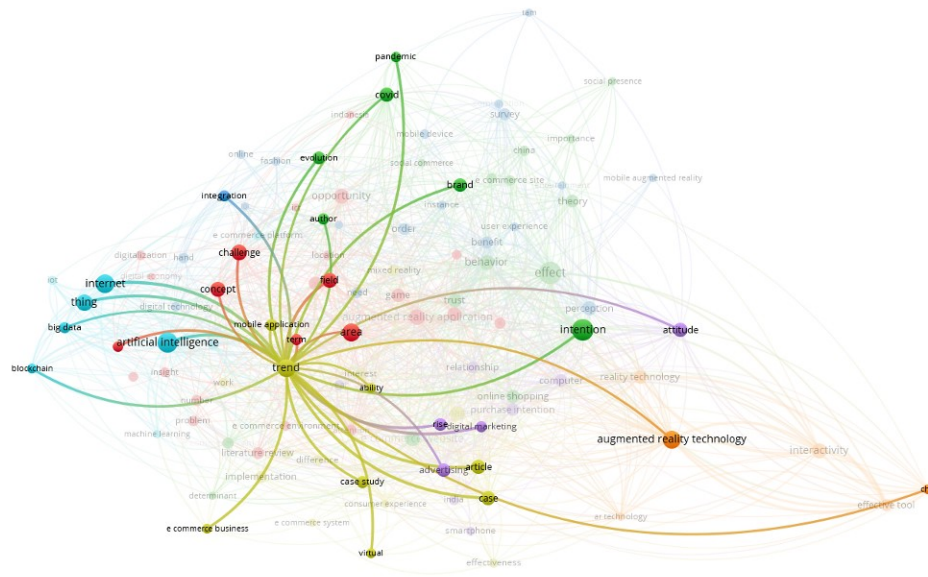 tam
pandemic
social presence
covid
indonesia
survey
mobile device
importance
online
fashion
evolution
social commerce
china
e commerce site
mobile augmented reality
integration
opportunity
brand
instance
theory
author
e commerce platform
order
user experience
challenge
location
benefit
digitalization
hand
behavior
iot
digital economy
mixed reality
effect
internet
concept
field
need
game
trust
thing
digital technology
perception
augmented reality application
big data
mobile application
area
intention
attitude
artificial intelligence
term
blockchain
trend
relationship
insight
interest
computer
reality technology
work
ability
online shopping
number
purchase intention
problem
e commerce environment
rise
digital marketing
machine learning
augmented reality technology
literature review
difference
interactivity
advertising
article
implementation
case study
determinant
consumer experience
india
case
effective tool
e commerce business
e commerce system
smartphone
virtual
effectiveness